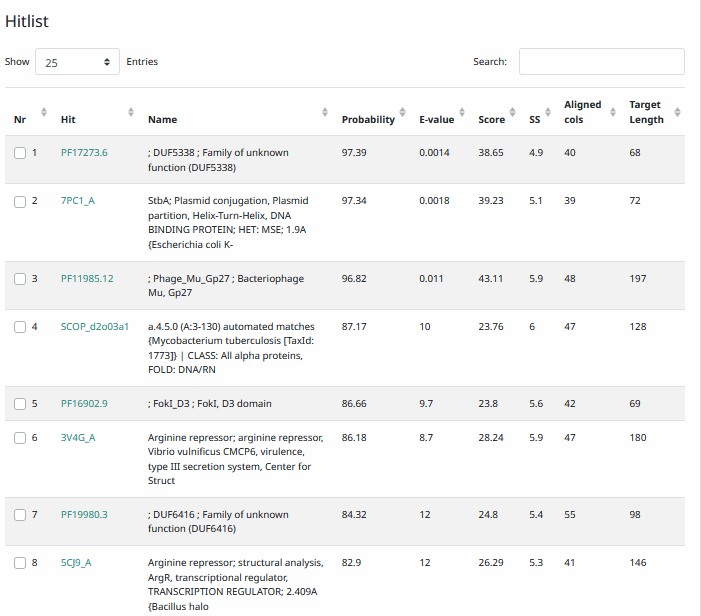 Hitlist
Show 25 Entries Search:
Nr Hit Name Probability E-value Score SS Aligned cols Target Length
1 PF17273.6 ; DUF5338 ; Family of unknown 97.39 0.0014 38.65 4.9 40 68
function (DUF5338)
2 7PC1_A StbA; Plasmid conjugation, Plasmid 97.34 0.0018 39.23 5.1 39 72
partition, Helix-Turn-Helix, DNA
BINDING PROTEIN; HET: MSE; 1.9A
{Escherichia coli K-
3 PF11985.12 ; Phage_Mu_Gp27 ; Bacteriophage 96.82 0.011 43.11 5.9 48 197
Mu, Gp27
4 SCOP_d2o03a1 a.4.5.0 (A:3-130) automated matches 87.17 10 23.76 6 47 128
{Mycobacterium tuberculosis [TaxId:
1773]} | CLASS: All alpha proteins,
FOLD: DNA/RN
5 PF16902.9 ; FokI_D3 ; FokI, D3 domain 86.66 9.7 23.8 5.6 42 69
6 3V4G_A Arginine repressor; arginine repressor, 86.18 8.7 28.24 5.9 47 180
Vibrio vulnificus CMCP6, virulence,
type III secretion system, Center for
Struct
7 PF19980.3 ; DUF6416 ; Family of unknown 84.32 12 24.8 5.4 55 98
function (DUF6416)
8 5CJ9_A Arginine repressor; structural analysis, 82.9 12 26.29 5.3 41 146
ArgR, transcriptional regulator,
TRANSCRIPTION REGULATOR; 2.409A
{Bacillus halo